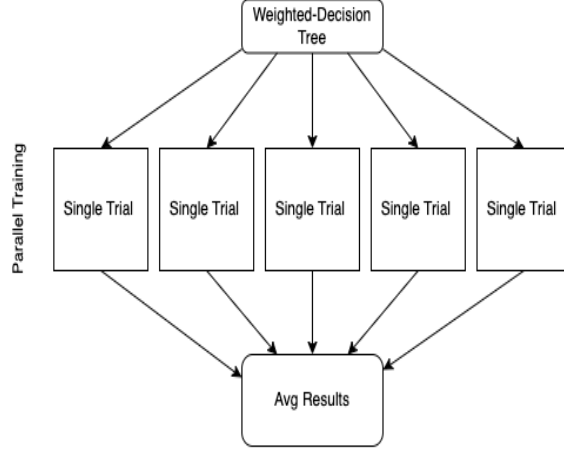 Weighted-Decision
Tree
Parallel Training
Single Trial
Single Trial
Single Trial
Single Trial
Single Trial
Avg Results